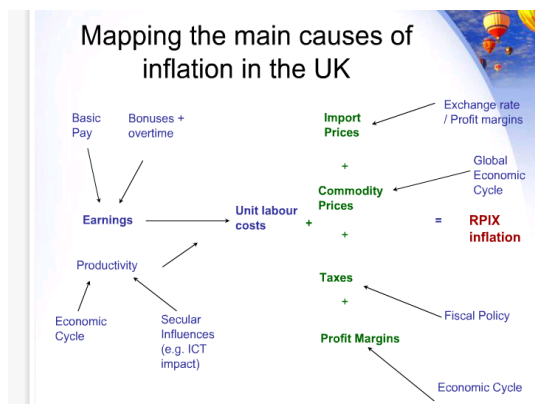 Mapping the main causes of
inflation in the UK
Basic
Pay
Bonuses +
overtime
Import
Prices
Exchange rate
/ Profit margins
+
Global
Economic
Cycle
Commodity
Prices
Earnings
Unit labour
costs
+
+
=
RPIX
inflation
Productivity
Taxes
+
Economic
Cycle
Secular
Influences
(e.g. ICT
impact)
Fiscal Policy
Profit Margins
Economic Cycle